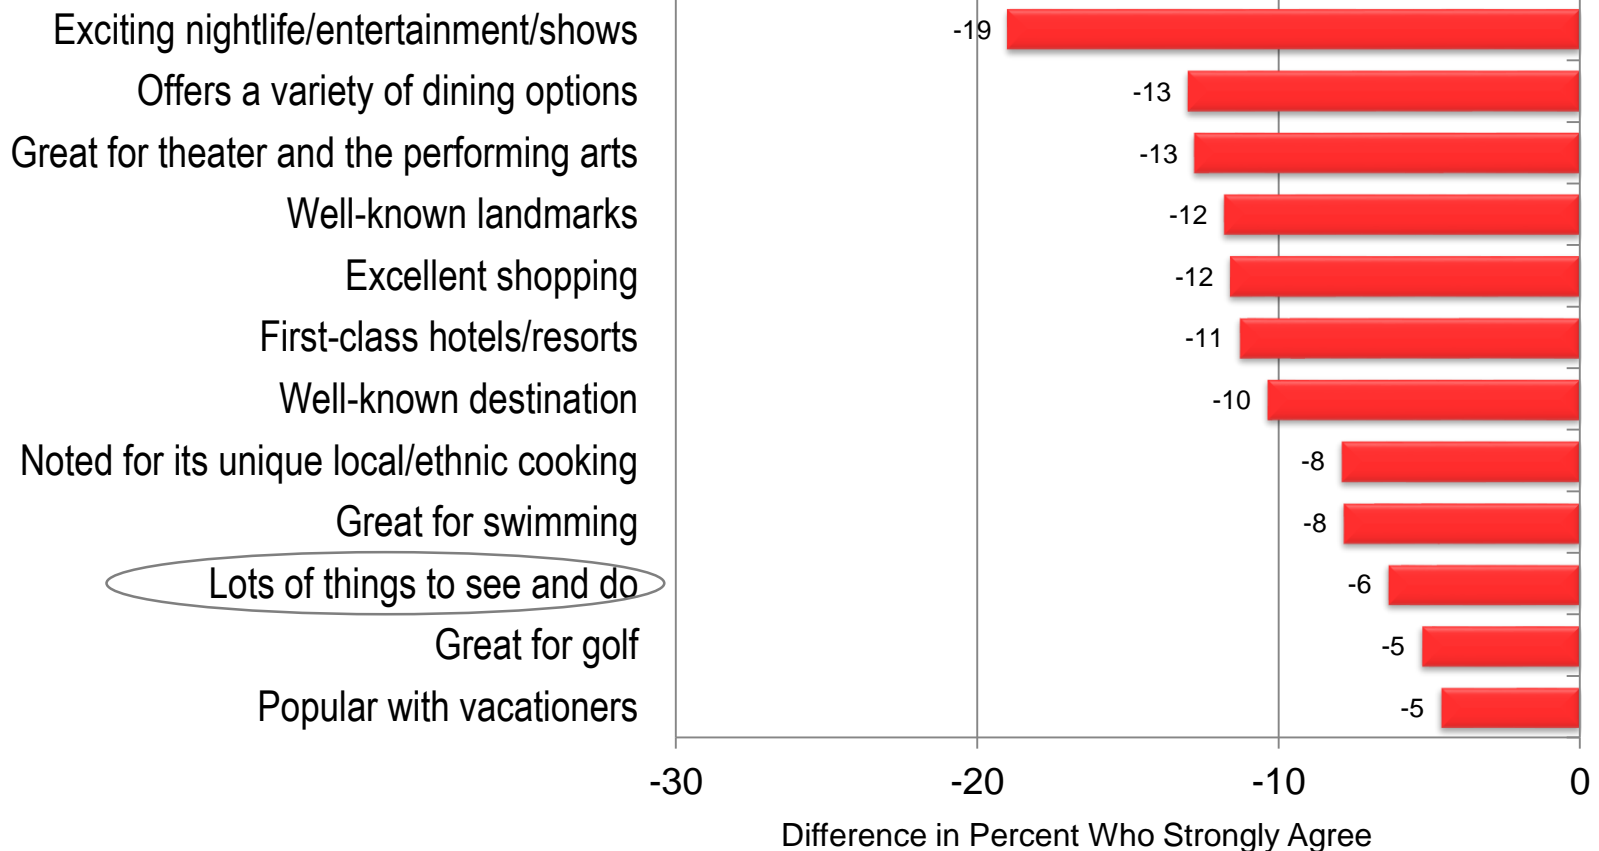 Exciting nightlife/entertainment/shows -19
Offers a variety of dining options -13
Great for theater and the performing arts -13
Well-known landmarks -12
Excellent shopping -12
First-class hotels/resorts -11
Well-known destination -10
Noted for its unique local/ethnic cooking -8
Great for swimming -8
Lots of things to see and do -6
Great for golf -5
Popular with vacationers -5
-30 -20 -10 0
Difference in Percent Who Strongly Agree